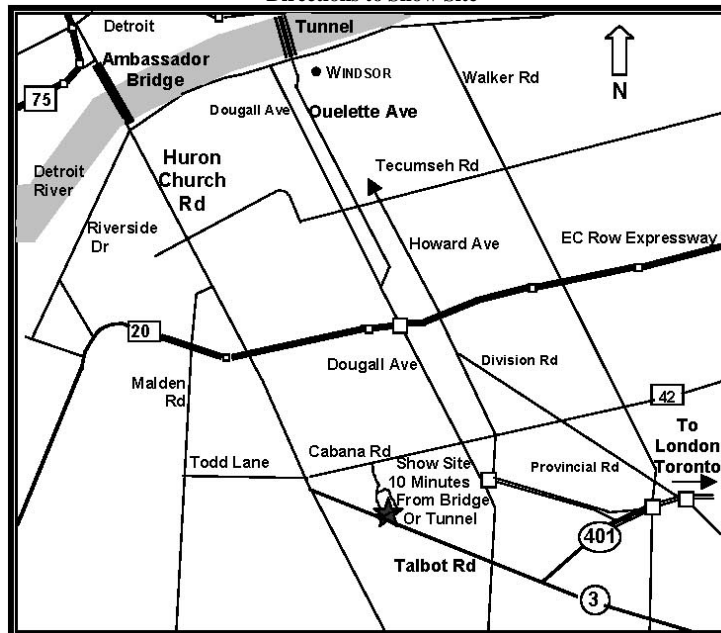 Directions to Show Site
Detroit
Tunnel
Ambassador
Bridge
WINDSOR
Walker Rd
75
Dougall Ave
Ouelette Ave
N
Detroit
River
Huron
Church
Rd
Tecumseh Rd
Riverside
Dr
Howard Ave
EC Row Expressway
20
Dougall Ave
Division Rd
Malden
Rd
42
To
London
Toronto
Cabana Rd
Todd Lane
Show Site
10 Minutes
From Bridge
Or Tunnel
Provincial Rd
401
Talbot Rd
3